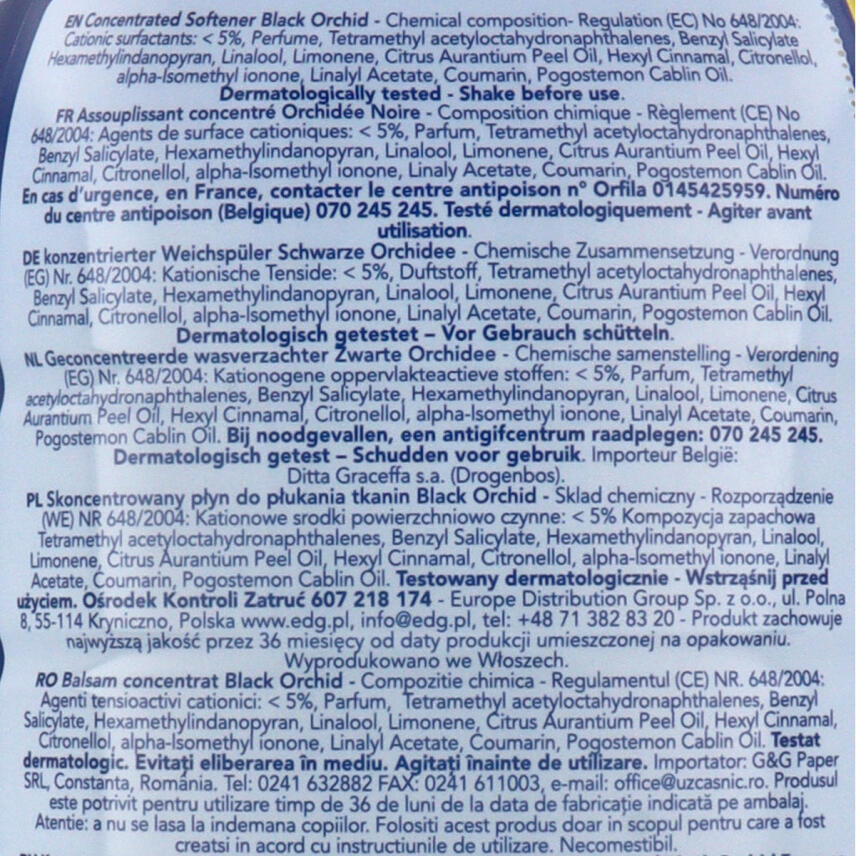 EN Concentrated Softener Black Orchid - Chemical composition- Regulation (EC) No 648/2004:
Cationic surfactants: < 5%, Perfume, Tetramethyl acetyloctahydronaphthalenes, Benzyl Salicylate
Hexamethylindanopyran, Linalool, Limonene, Citrus Aurantium Peel Oil, Hexyl Cinnamal, Citronellol,
alpha-Isomethyl ionone, Linalyl Acetate, Coumarin, Pogostemon Cablin Oil.
Dermatologically tested - Shake before use.
FR Assouplissant concentré Orchidée Noire - Composition chimique - Règlement (CE) No
648/2004: Agents de surface cationiques: < 5%, Parfum, Tetramethyl acetyloctahydronaphthalenes,
Benzyl Salicylate, Hexamethylindanopyran, Linalool, Limonene, Citrus Aurantium Peel Oil, Hexyl
Cinnamal, Citronellol, alpha-Isomethyl ionone, Linaly Acetate, Coumarin, Pogostemon Cablin Oil.
En cas d'urgence, en France, contacter le centre antipoison n° Orfila 0145425959. Numéro
du centre antipoison (Belgique) 070 245 245. Testé dermatologiquement - Agiter avant
utilisation.
DE konzentrierter Weichspüler Schwarze Orchidee - Chemische Zusammensetzung - Verordnung
(EG) Nr. 648/2004: Kationische Tenside: < 5%, Duftstoff, Tetramethyl acetyloctahydronaphthalenes,
Benzyl Salicylate, Hexamethylindanopyran, Linalool, Limonene, Citrus Aurantium Peel Oil, Hexyl
Cinnamal, Citronellol, alpha-Isomethyl ionone, Linalyl Acetate, Coumarin, Pogostemon Cablin Oil.
Dermatologisch getestet – Vor Gebrauch schütteln.
NL Geconcentreerde wasverzachter Zwarte Orchidee - Chemische samenstelling - Verordening
(EG) Nr. 648/2004: Kationogene oppervlakteactieve stoffen: < 5%, Parfum, Tetramethyl
acetyloctahydronaphthalenes, Benzyl Salicylate, Hexamethylindanopyran, Linalool, Limonene, Citrus
Aurantium Peel Oil, Hexyl Cinnamal, Citronellol, alpha-Isomethyl ionone, Linalyl Acetate, Coumarin,
Pogostemon Cablin Oil. Bij noodgevallen, een antigifcentrum raadplegen: 070 245 245.
Dermatologisch getest – Schudden voor gebruik. Importeur België:
Ditta Graceffa s.a. (Drogenbos).
PL Skoncentrowany płyn do płukania tkanin Black Orchid - Sklad chemiczny - Rozporządzenie
(WE) NR 648/2004: Kationowe srodki powierzchniowo czynne: < 5% Kompozycja zapachowa
Tetramethyl acetyloctahydronaphthalenes, Benzyl Salicylate, Hexamethylindanopyran, Linalool,
Limonene, Citrus Aurantium Peel Oil, Hexyl Cinnamal, Citronellol, alpha-Isomethyl ionone, Linalyl
Acetate, Coumarin, Pogostemon Cablin Oil. Testowany dermatologicznie - Wstrząśnij przed
użyciem. Ośrodek Kontroli Zatruć 607 218 174 - Europe Distribution Group Sp. z o.o., ul. Polna
8, 55-114 Kryniczno, Polska www.edg.pl, info@edg.pl, tel: +48 71 382 83 20 - Produkt zachowuje
najwyższą jakość przez 36 miesięcy od daty produkcji umieszczonej na opakowaniu.
Wyprodukowano we Włoszech.
RO Balsam concentrat Black Orchid - Compozitie chimica - Regulamentul (CE) NR. 648/2004:
Agenti tensioactivi cationici: < 5%, Parfum, Tetramethyl acetyloctahydronaphthalenes, Benzyl
Salicylate, Hexamethylindanopyran, Linalool, Limonene, Citrus Aurantium Peel Oil, Hexyl Cinnamal,
Citronellol, alpha-Isomethyl ionone, Linalyl Acetate, Coumarin, Pogostemon Cablin Oil. Testat
dermatologic. Evitați eliberarea în mediu. Agitați înainte de utilizare. Importator: G&G Paper
SRL, Constanta, România. Tel: 0241 632882 FAX: 0241 611003, e-mail: office@uzcasnic.ro. Produsul
este potrivit pentru utilizare timp de 36 de luni de la data de fabricație indicată pe ambalaj.
Atentie: a nu se lasa la indemana copiilor. Folositi acest produs doar in scopul pentru care a fost
creatsi in acord cu instructiunile de utilizare. Necomestibil.